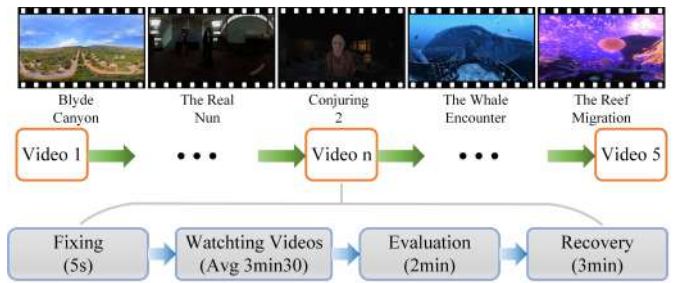 Blyde
Canyon
The Real
Nun
Conjuring
2
The Whale
Encounter
The Reef
Migration
Video 1
• • •
Video n
• • •
Video 5
Fixing
(5s)
Watchting Videos
(Avg 3min30)
Evaluation
(2min)
Recovery
(3min)